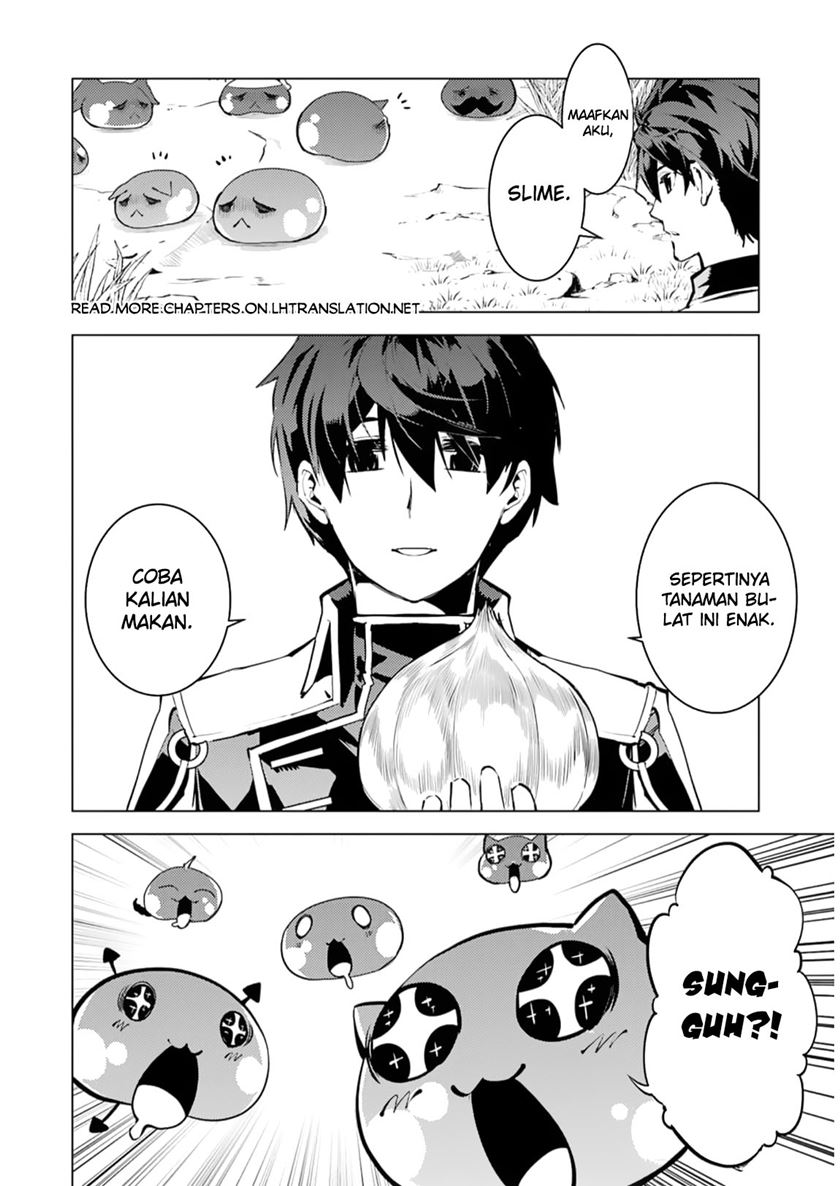 MAAFKAN
AKU,
SLIME.
READ MORE CHAPTERS ON LHTRANSLATION.NET
SEPERTINYA
TANAMAN BU-
LAT INI ENAK.
COBA
KALIAN
MAKAN.
SUNG-
GUH?!